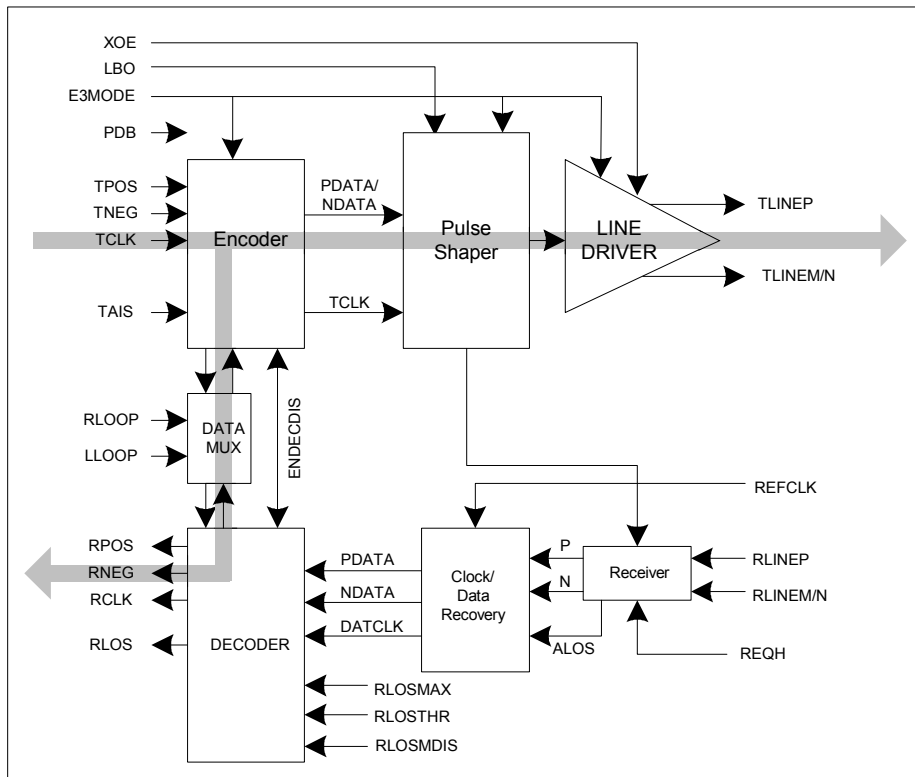 XOE
LBO
E3MODE
PDB
TPOS
TNEG
TCLK
TAIS
Encoder
PDATA/
NDATA
TCLK
Pulse
Shaper
LINE
DRIVER
TLINEP
TLINEM/N
RLOOP
LLOOP
DATA
MUX
ENDECDIS
REFCLK
RPOS
RNEG
RCLK
RLOS
DECODER
PDATA
NDATA
DATCLK
RLOSMAX
RLOSTHR
RLOSMDIS
Clock/
Data
Recovery
P
N
ALOS
Receiver
RLINEP
RLINEM/N
REQH